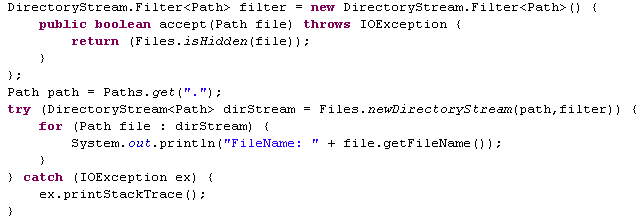 DirectoryStream.Filter<Path> filter = new DirectoryStream.Filter<Path>() {
    public boolean accept(Path file) throws IOException {
        return (Files.isHidden(file));
    }
};
Path path = Paths.get(".");
try (DirectoryStream<Path> dirStream = Files.newDirectoryStream(path,filter)) {
    for (Path file : dirStream) {
        System.out.println("FileName: " + file.getFileName());
    }
} catch (IOException ex) {
    ex.printStackTrace();
}